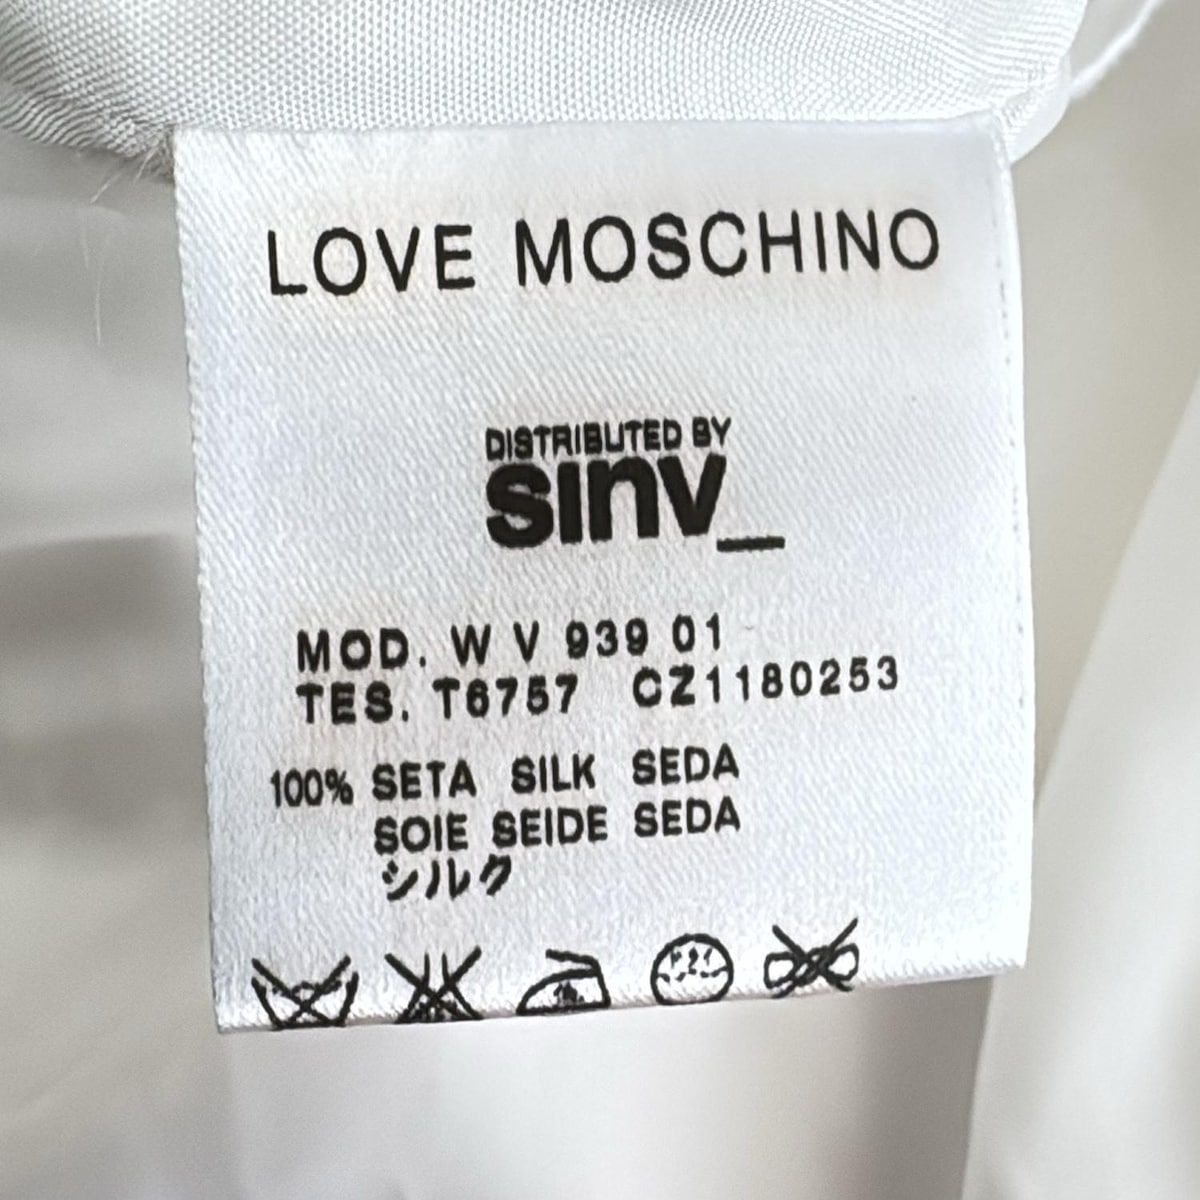 LOVE MOSCHINO
DISTRIBUTED BY
sinv_
MOD. W V 939 01
TES. T6757 CZ1180253
100% SETA SILK SEDA
SOIE SEIDE SEDA
シルク